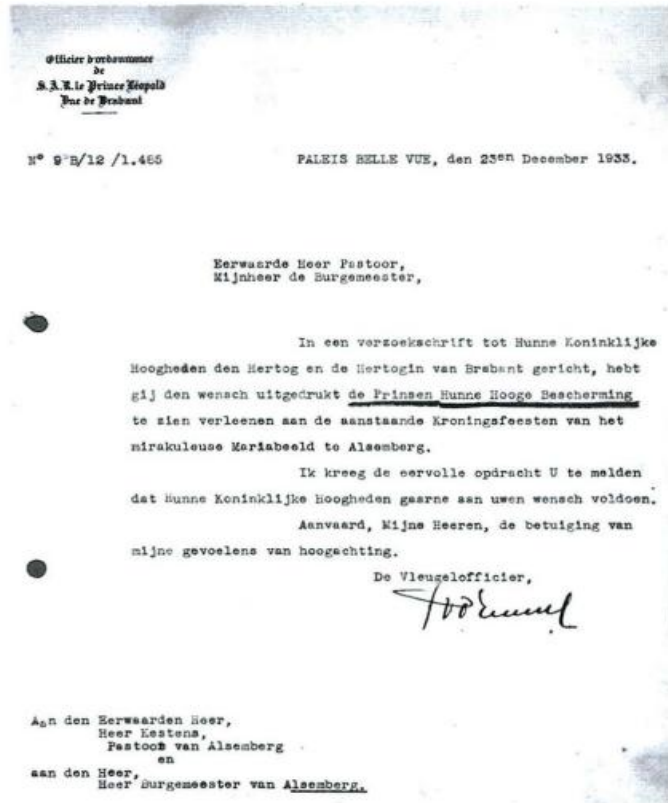 Officier d'ordonnance
de
S.A.R. le Prince Léopold
Duc de Brabant
N° 9 B/12 /1.465
PALEIS BELLE VUE, den 23en December 1933.
Eerwaarde Heer Pastoor,
Mijnheer de Burgemeester,
In een verzoekschrift tot Hunne Koninklijke
Hoogheden den Hertog en de Hertogin van Brabant gericht, hebt
gij den wensch uitgedrukt de Prinsen Hunne Hooge Bescherming
te zien verleenen aan de aanstaande Kroningsfeesten van het
mirakuleuse Mariabeeld te Alsemberg.
Ik kreeg de eervolle opdracht U te melden
dat Hunne Koninklijke Hoogheden gaarne aan uwen wensch voldoen.
Aanvaard, Mijne Heeren, de betuiging van
mijne gevoelens van hoogachting.
De Vleugelofficier,
Aan den Eerwaarden Heer,
Heer Kestens,
Pastoor van Alsemberg
en
aan den Heer,
Heer Burgemeester van Alsemberg.